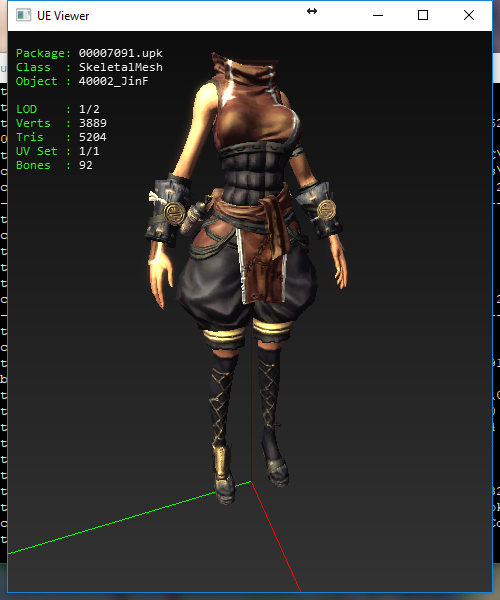 UE Viewer
Package: 00007091.upk
Class : SkeletalMesh
Object : 40002_JinF
LOD : 1/2
Verts : 3889
Tris : 5204
UV Set : 1/1
Bones : 92